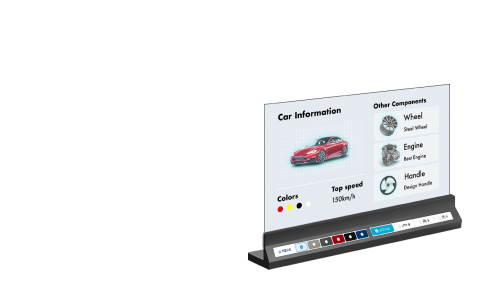 Car Information
Colors
Top speed
150km/h
Other Components
Wheel
Steel Wheel
Engine
Best Engine
Handle
Design Handle